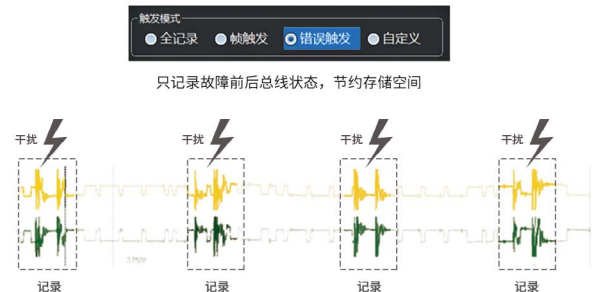 触发模式
全记录 帧触发 错误触发 自定义
只记录故障前后总线状态，节约存储空间
干扰 干扰 干扰 干扰
2.250V
记录 记录 记录 记录